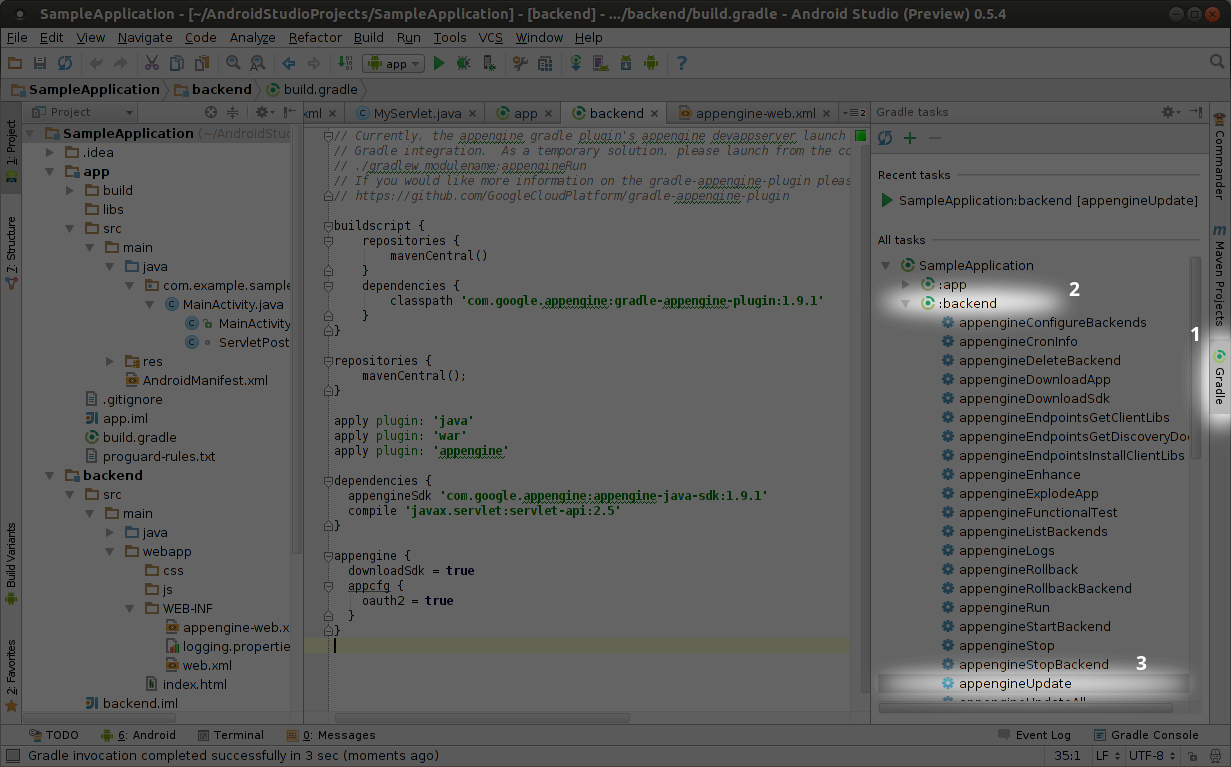 SampleApplication - [~/AndroidStudioProjects/SampleApplication] - [backend] - .../backend/build.gradle - Android Studio (Preview) 0.5.4
File Edit View Navigate Code Analyze Refactor Build Run Tools VCS Window Help
app
SampleApplication backend build.gradle
1: Project
7: Structure
Build Variants
2: Favorites
Project
SampleApplication (~/AndroidStud
.idea
app
build
libs
src
main
java
com.example.sample
MainActivity.java
MainActivity
ServletPost
res
AndroidManifest.xml
.gitignore
app.iml
build.gradle
proguard-rules.txt
backend
src
main
java
webapp
css
js
WEB-INF
appengine-web.x
logging.propertie
web.xml
index.html
backend.iml
xml MyServlet.java app backend appengine-web.xml 2
// Currently, the appengine gradle plugin's appengine devappserver launch
// Gradle integration.  As a temporary solution, please launch from the co
// ./gradlew modulename:appengineRun
// If you would like more information on the gradle-appengine-plugin pleas
// https://github.com/GoogleCloudPlatform/gradle-appengine-plugin
buildscript {
repositories {
mavenCentral()
}
dependencies {
classpath 'com.google.appengine:gradle-appengine-plugin:1.9.1'
}
}
repositories {
mavenCentral();
}
apply plugin: 'java'
apply plugin: 'war'
apply plugin: 'appengine'
dependencies {
appengineSdk 'com.google.appengine:appengine-java-sdk:1.9.1'
compile 'javax.servlet:servlet-api:2.5'
}
appengine {
downloadSdk = true
appcfg {
oauth2 = true
}
}
Gradle tasks
Recent tasks
SampleApplication:backend [appengineUpdate]
All tasks
SampleApplication
:app
:backend
2
appengineConfigureBackends
appengineCronInfo
appengineDeleteBackend
appengineDownloadApp
appengineDownloadSdk
appengineEndpointsGetClientLibs
appengineEndpointsGetDiscoveryDo
appengineEndpointsInstallClientLibs
appengineEnhance
appengineExplodeApp
appengineFunctionalTest
appengineListBackends
appengineLogs
appengineRollback
appengineRollbackBackend
appengineRun
appengineStartBackend
appengineStop
appengineStopBackend
3
appengineUpdate
appengineUpdateAll
Commander
Maven Projects
1
Gradle
TODO 6: Android Terminal 0: Messages Event Log Gradle Console
Gradle invocation completed successfully in 3 sec (moments ago) 35:1 LF UTF-8